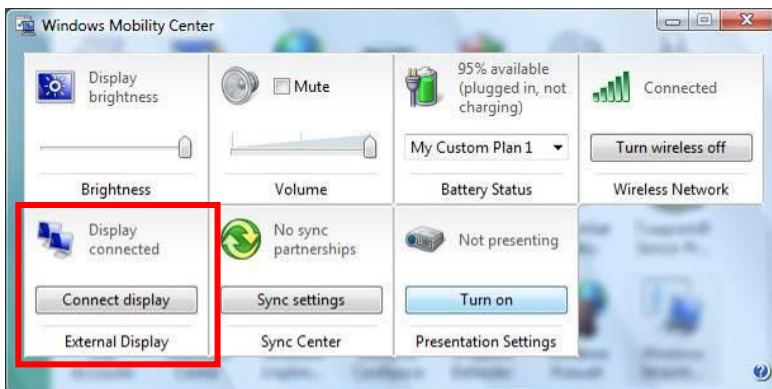 Windows Mobility Center
Display
brightness
Brightness
Mute
Volume
95% available
(plugged in, not
charging)
My Custom Plan 1
Battery Status
Connected
Turn wireless off
Wireless Network
Display
connected
Connect display
External Display
No sync
partnerships
Sync settings
Sync Center
Not presenting
Turn on
Presentation Settings